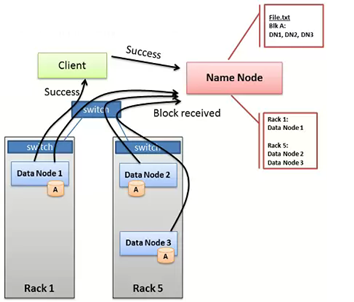 File.txt
Blk A:
DN1, DN2, DN3
Success
Client
Name Node
Success
switch
Block received
Rack 1:
Data Node 1
Rack 5:
Data Node 2
Data Node 3
switch
switch
Data Node 1
A
Data Node 2
A
Data Node 3
A
Rack 1
Rack 5